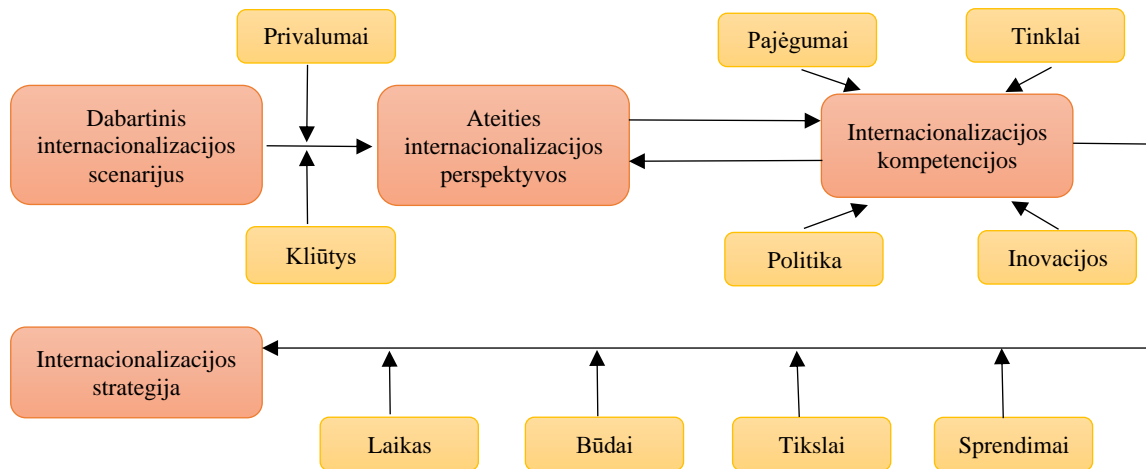 Privalumai
Pajėgumai
Tinklai
Dabartinis
internacionalizacijos
scenarijus
Ateities
internacionalizacijos
perspektyvos
Internacionalizacijos
kompetencijos
Kliūtys
Politika
Inovacijos
Internacionalizacijos
strategija
Laikas
Būdai
Tikslai
Sprendimai